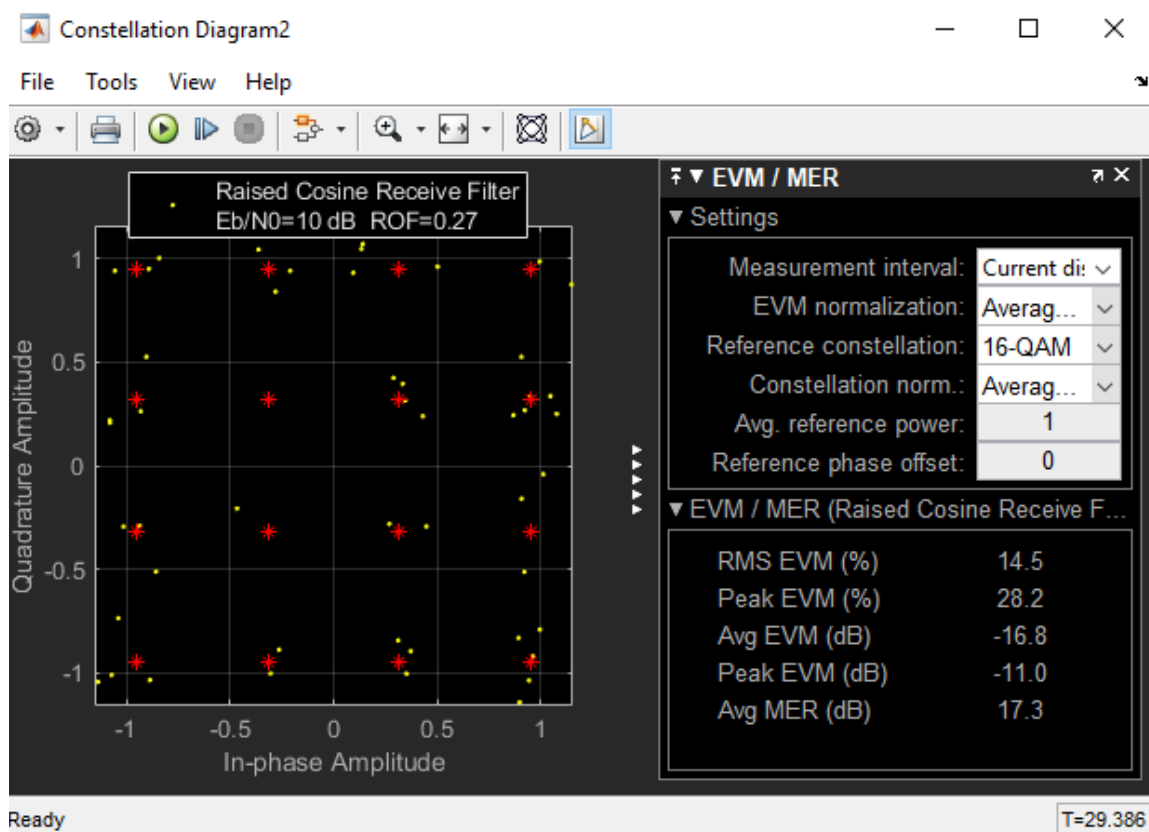 Constellation Diagram2
File Tools View Help
Raised Cosine Receive Filter
Eb/N0=10 dB ROF=0.27
1
0.5
0
-0.5
-1
Quadrature Amplitude
-1 -0.5 0 0.5 1
In-phase Amplitude
EVM / MER
Settings
Measurement interval: Current di
EVM normalization: Averag...
Reference constellation: 16-QAM
Constellation norm.: Averag...
Avg. reference power: 1
Reference phase offset: 0
EVM / MER (Raised Cosine Receive F...
RMS EVM (%) 14.5
Peak EVM (%) 28.2
Avg EVM (dB) -16.8
Peak EVM (dB) -11.0
Avg MER (dB) 17.3
Ready T=29.386